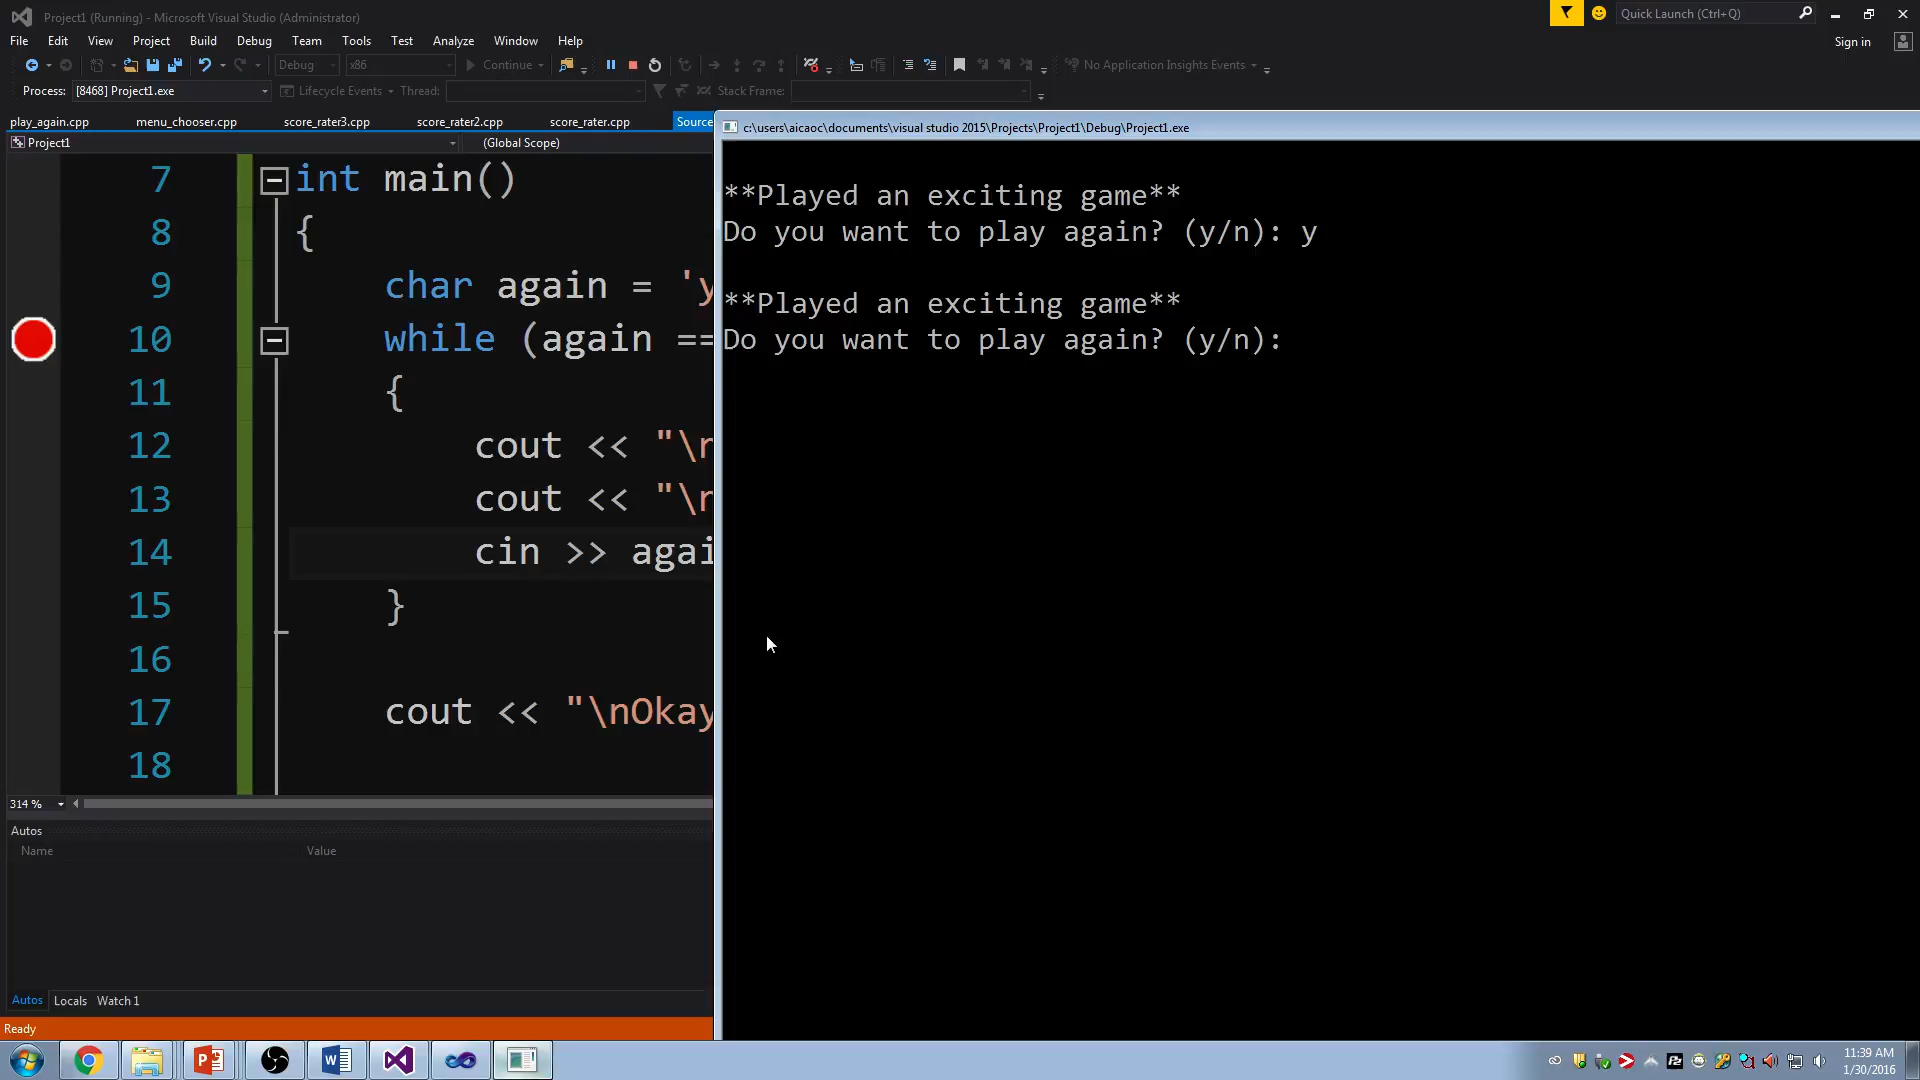 Project1 (Running) - Microsoft Visual Studio (Administrator)
Quick Launch (Ctrl+Q)
File Edit View Project Build Debug Team Tools Test Analyze Window Help
Sign in
Debug x86 Continue No Application Insights Events
Process: [8468] Project1.exe Lifecycle Events Thread: Stack Frame:
play_again.cpp menu_chooser.cpp score_rater3.cpp score_rater2.cpp score_rater.cpp Source
Project1 (Global Scope)
7 int main()
8 {
9 char again = 'y
10 while (again ==
11 {
12 cout << "\n
13 cout << "\n
14 cin >> agai
15 }
16
17 cout << "\nOkay
18
314 %
Autos
Name Value
Autos Locals Watch 1
Ready
c:\users\aicaoc\documents\visual studio 2015\Projects\Project1\Debug\Project1.exe
**Played an exciting game**
Do you want to play again? (y/n): y
**Played an exciting game**
Do you want to play again? (y/n):
11:39 AM
1/30/2016